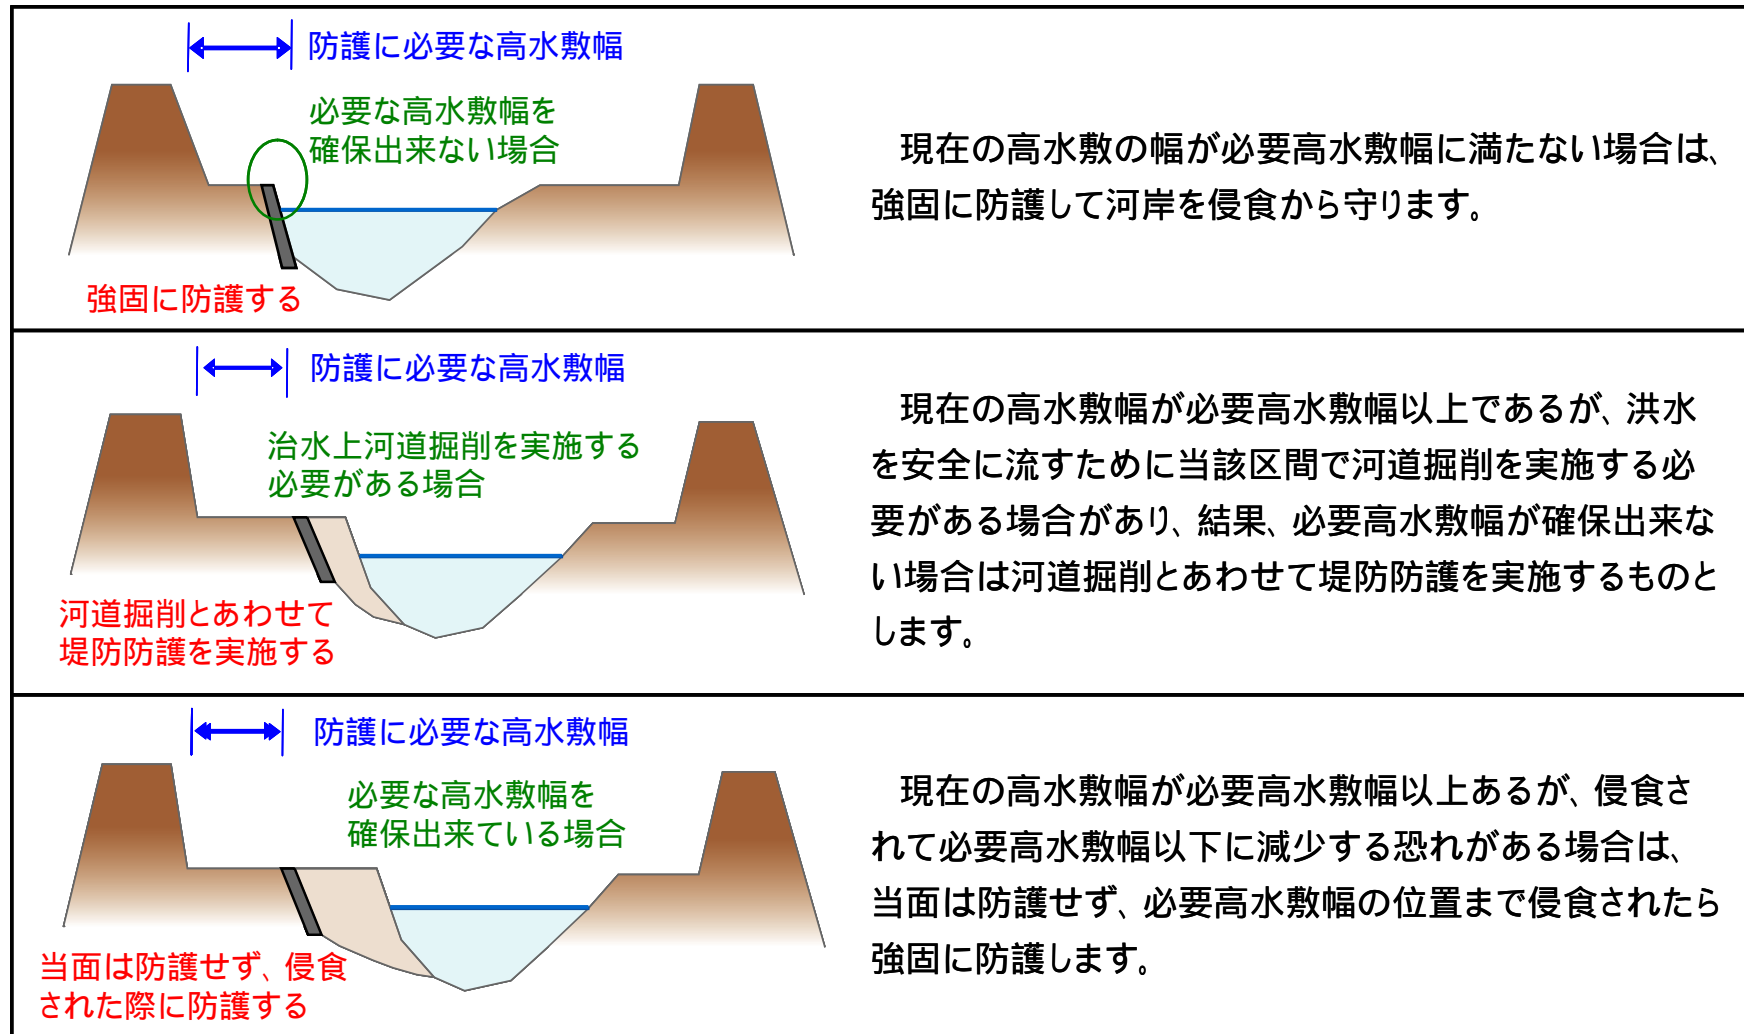 防護に必要な高水敷幅
必要な高水敷幅を
確保出来ない場合
強固に防護する
現在の高水敷の幅が必要高水敷幅に満たない場合は、
強固に防護して河岸を侵食から守ります。
防護に必要な高水敷幅
治水上河道掘削を実施する
必要がある場合
河道掘削とあわせて
堤防防護を実施する
現在の高水敷幅が必要高水敷幅以上であるが、洪水
を安全に流すために当該区間で河道掘削を実施する必
要がある場合があり、結果、必要高水敷幅が確保出来な
い場合は河道掘削とあわせて堤防防護を実施するものと
します。
防護に必要な高水敷幅
必要な高水敷幅を
確保出来ている場合
当面は防護せず、侵食
された際に防護する
現在の高水敷幅が必要高水敷幅以上あるが、侵食さ
れて必要高水敷幅以下に減少する恐れがある場合は、
当面は防護せず、必要高水敷幅の位置まで侵食されたら
強固に防護します。